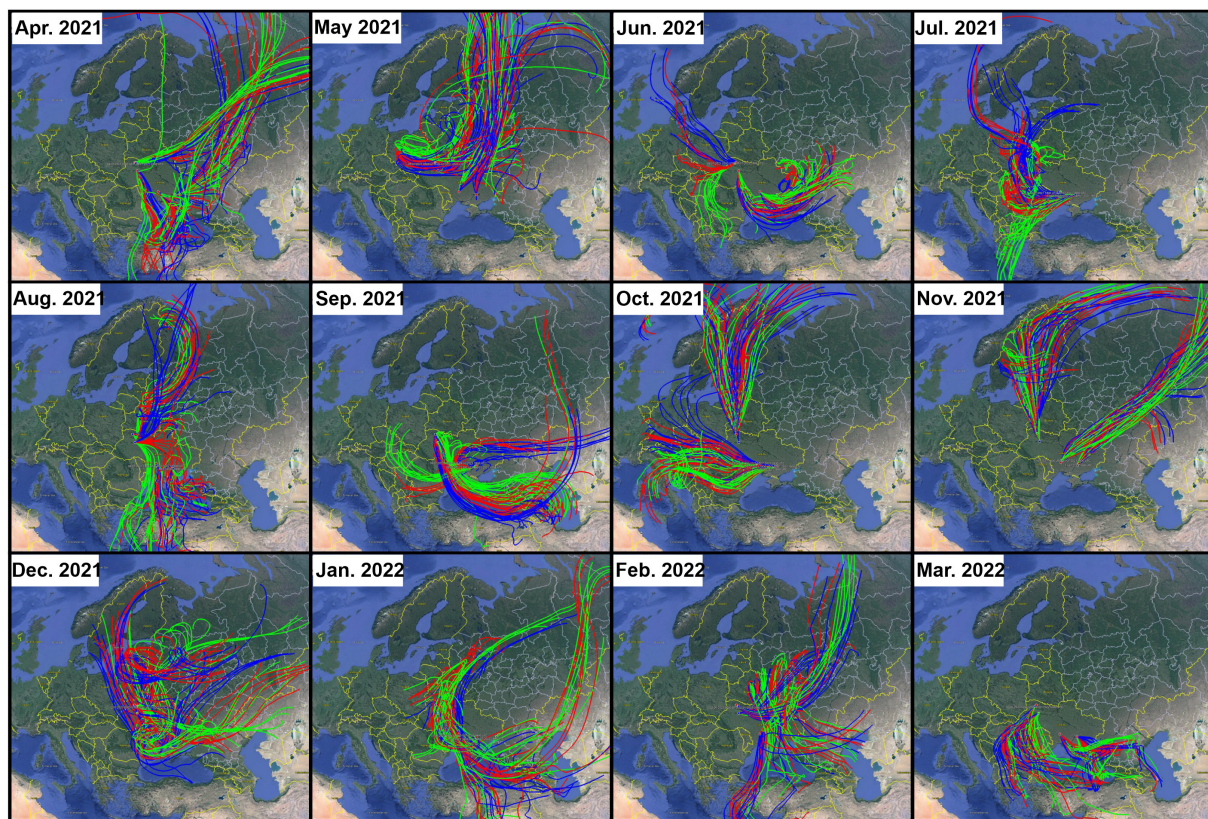 Apr. 2021
May 2021
Jun. 2021
Jul. 2021
Aug. 2021
Sep. 2021
Oct. 2021
Nov. 2021
Dec. 2021
Jan. 2022
Feb. 2022
Mar. 2022